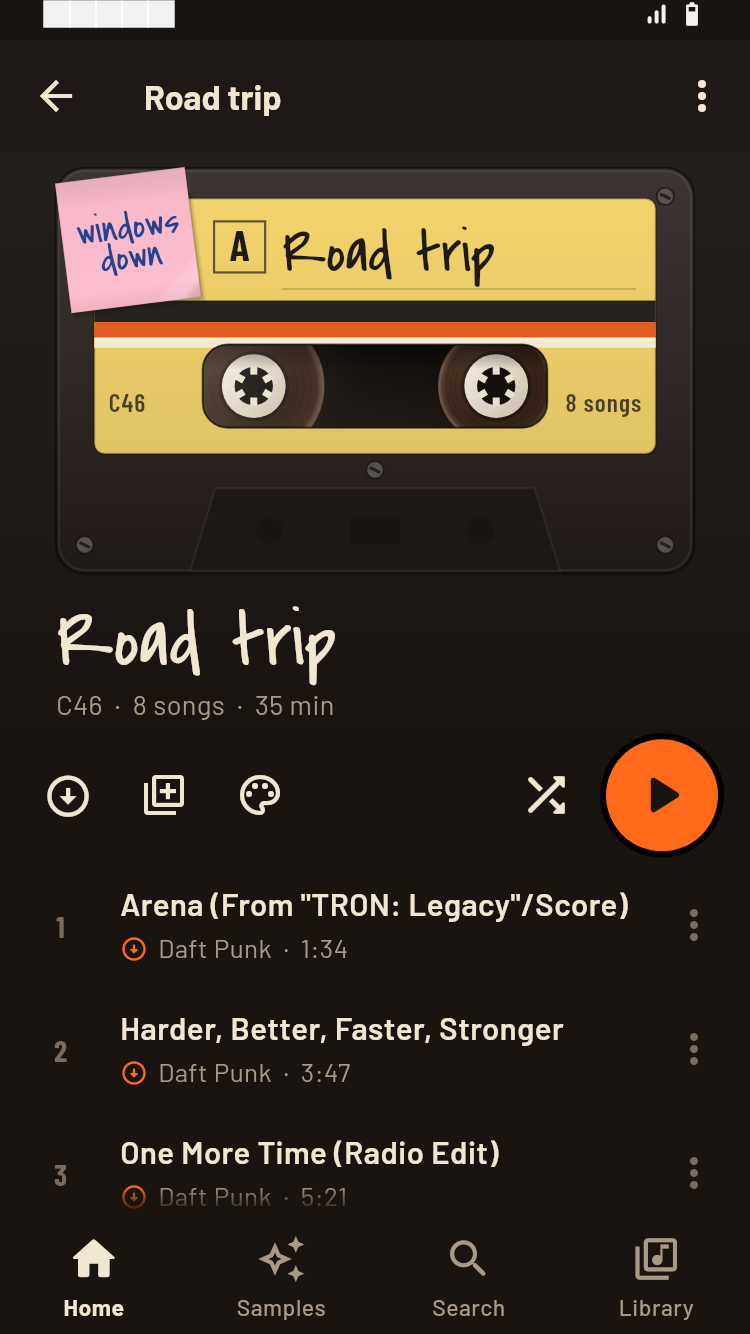 Road trip
windows
down
A Road trip
C46
8 songs
Road trip
C46 · 8 songs · 35 min
1
Arena (From "TRON: Legacy"/Score)
Daft Punk · 1:34
2
Harder, Better, Faster, Stronger
Daft Punk · 3:47
3
One More Time (Radio Edit)
Daft Punk · 5:21
Home
Samples
Search
Library